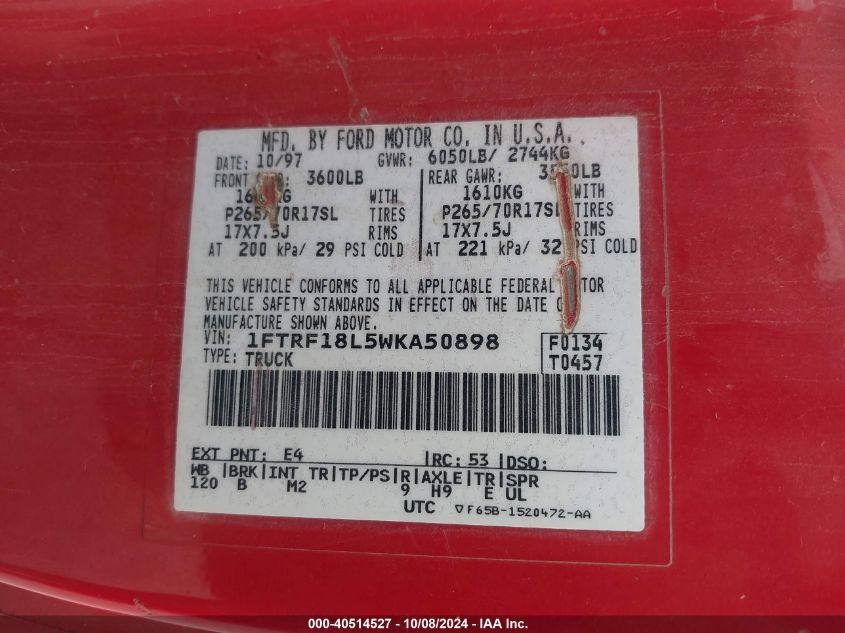 MFD. BY FORD MOTOR CO. IN U.S.A.
DATE: 10/97 GVWR: 6050LB/ 2744KG
FRONT 3600LB REAR GAWR: LB
WITH 1610KG WITH
P265/70R17SL TIRES P265/70R17SL TIRES
17X7.5J RIMS 17X7.5J RIMS
AT 200 kPa/ 29 PSI COLD AT 221 kPa/ 32 PSI COLD
THIS VEHICLE CONFORMS TO ALL APPLICABLE FEDERAL MOTOR
VEHICLE SAFETY STANDARDS IN EFFECT ON THE DATE OF
MANUFACTURE SHOWN ABOVE.
VIN: 1FTRF18L5WKA50898 F0134
TYPE: TRUCK T0457
EXT PNT: E4 RC: 53 DSO:
WB BRK INT TR TP/PS R AXLE TR SPR
120 B M2 9 H9 E UL
UTC ▽F65B-1520472-AA
000-40514527 - 10/08/2024 - IAA Inc.